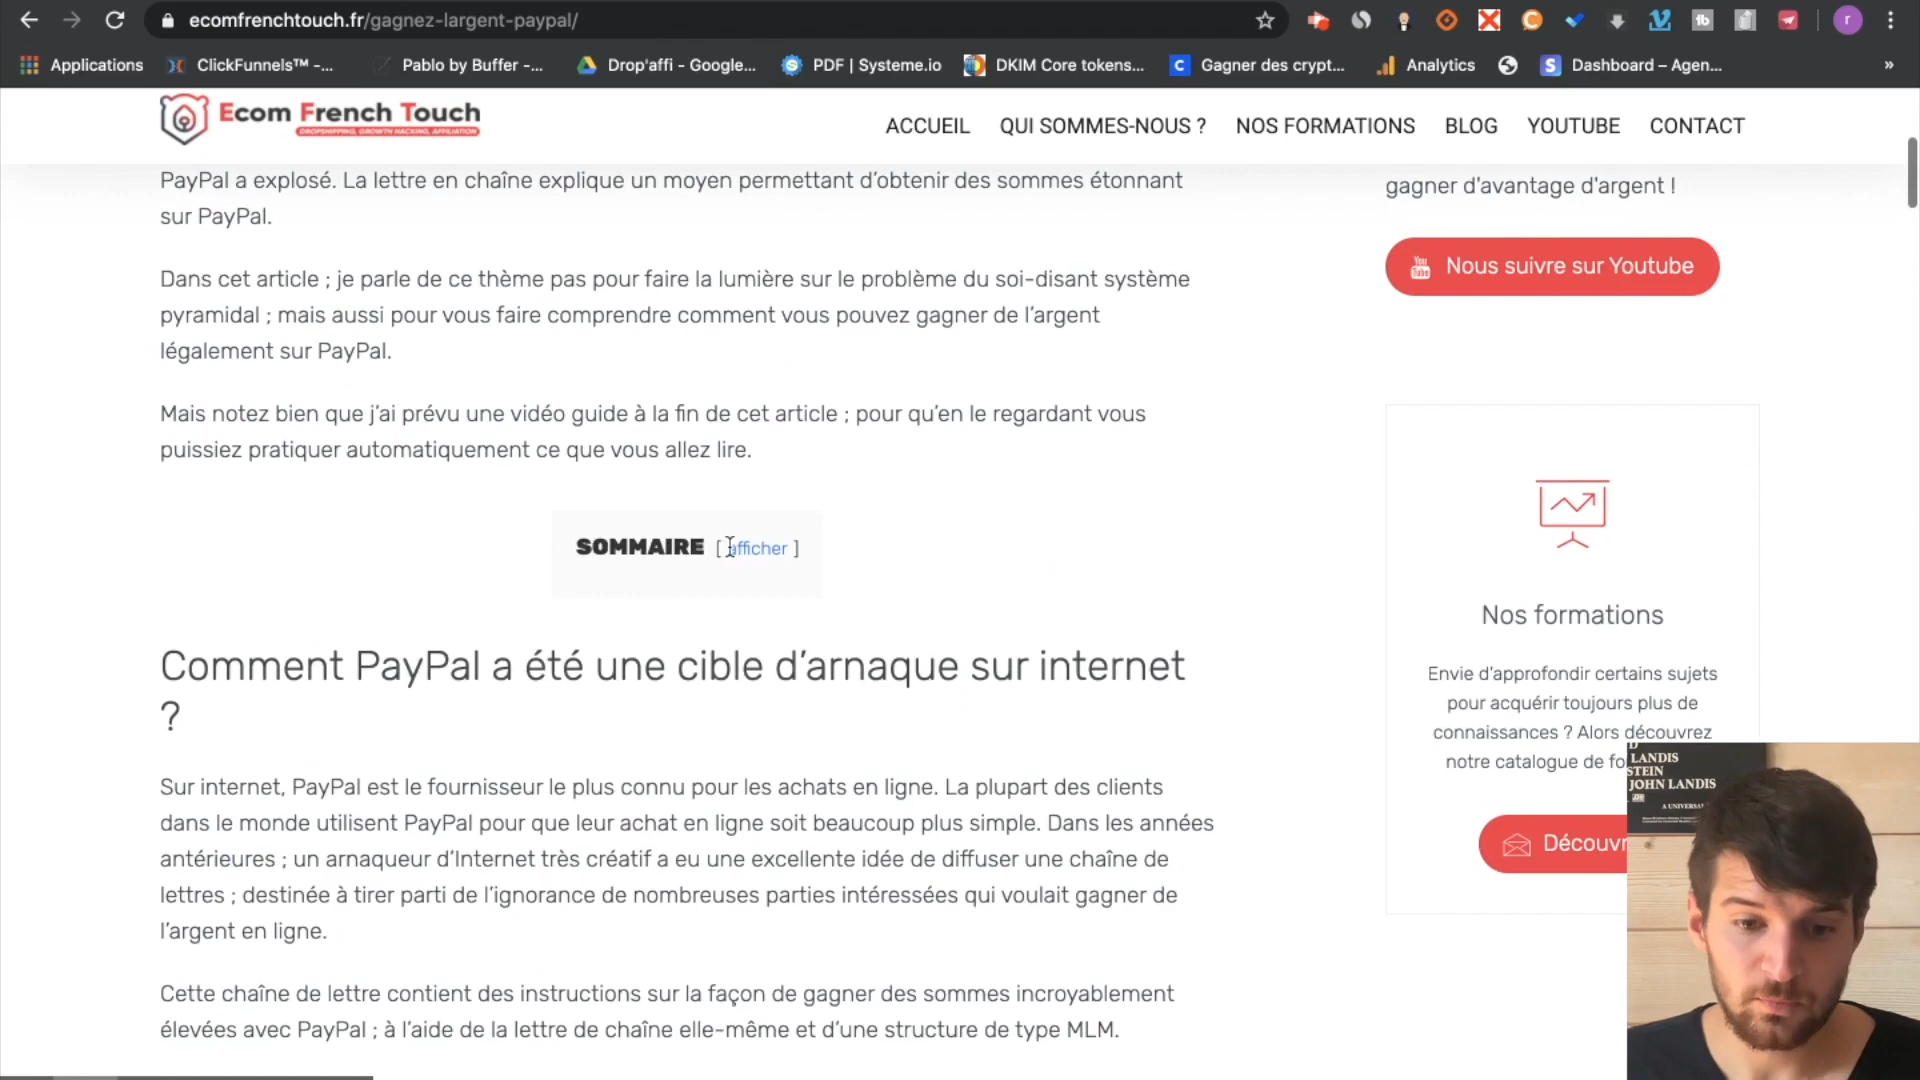 ecomfrenchtouch.fr/gagnez-largent-paypal/
r
Applications
ClickFunnels™ -...
Pablo by Buffer -...
Drop'affi - Google...
PDF | Systeme.io
DKIM Core tokens...
C Gagner des crypt...
Analytics
S Dashboard – Agen...
»
Ecom French Touch
DROPSHIPPING, GROWTH HACKING, AFFILIATION
ACCUEIL
QUI SOMMES-NOUS ?
NOS FORMATIONS
BLOG
YOUTUBE
CONTACT
PayPal a explosé. La lettre en chaîne explique un moyen permettant d’obtenir des sommes étonnant
sur PayPal.
Dans cet article ; je parle de ce thème pas pour faire la lumière sur le problème du soi-disant système
pyramidal ; mais aussi pour vous faire comprendre comment vous pouvez gagner de l’argent
légalement sur PayPal.
Mais notez bien que j’ai prévu une vidéo guide à la fin de cet article ; pour qu’en le regardant vous
puissiez pratiquer automatiquement ce que vous allez lire.
SOMMAIRE [ afficher ]
Comment PayPal a été une cible d’arnaque sur internet
?
Sur internet, PayPal est le fournisseur le plus connu pour les achats en ligne. La plupart des clients
dans le monde utilisent PayPal pour que leur achat en ligne soit beaucoup plus simple. Dans les années
antérieures ; un arnaqueur d’Internet très créatif a eu une excellente idée de diffuser une chaîne de
lettres ; destinée à tirer parti de l’ignorance de nombreuses parties intéressées qui voulait gagner de
l’argent en ligne.
Cette chaîne de lettre contient des instructions sur la façon de gagner des sommes incroyablement
élevées avec PayPal ; à l’aide de la lettre de chaîne elle-même et d’une structure de type MLM.
gagner d'avantage d'argent !
You Tube Nous suivre sur Youtube
Nos formations
Envie d'approfondir certains sujets
pour acquérir toujours plus de
connaissances ? Alors découvrez
notre catalogue de fo
Découvr
LANDIS
STEIN
JOHN LANDIS
A UNIVERSAL